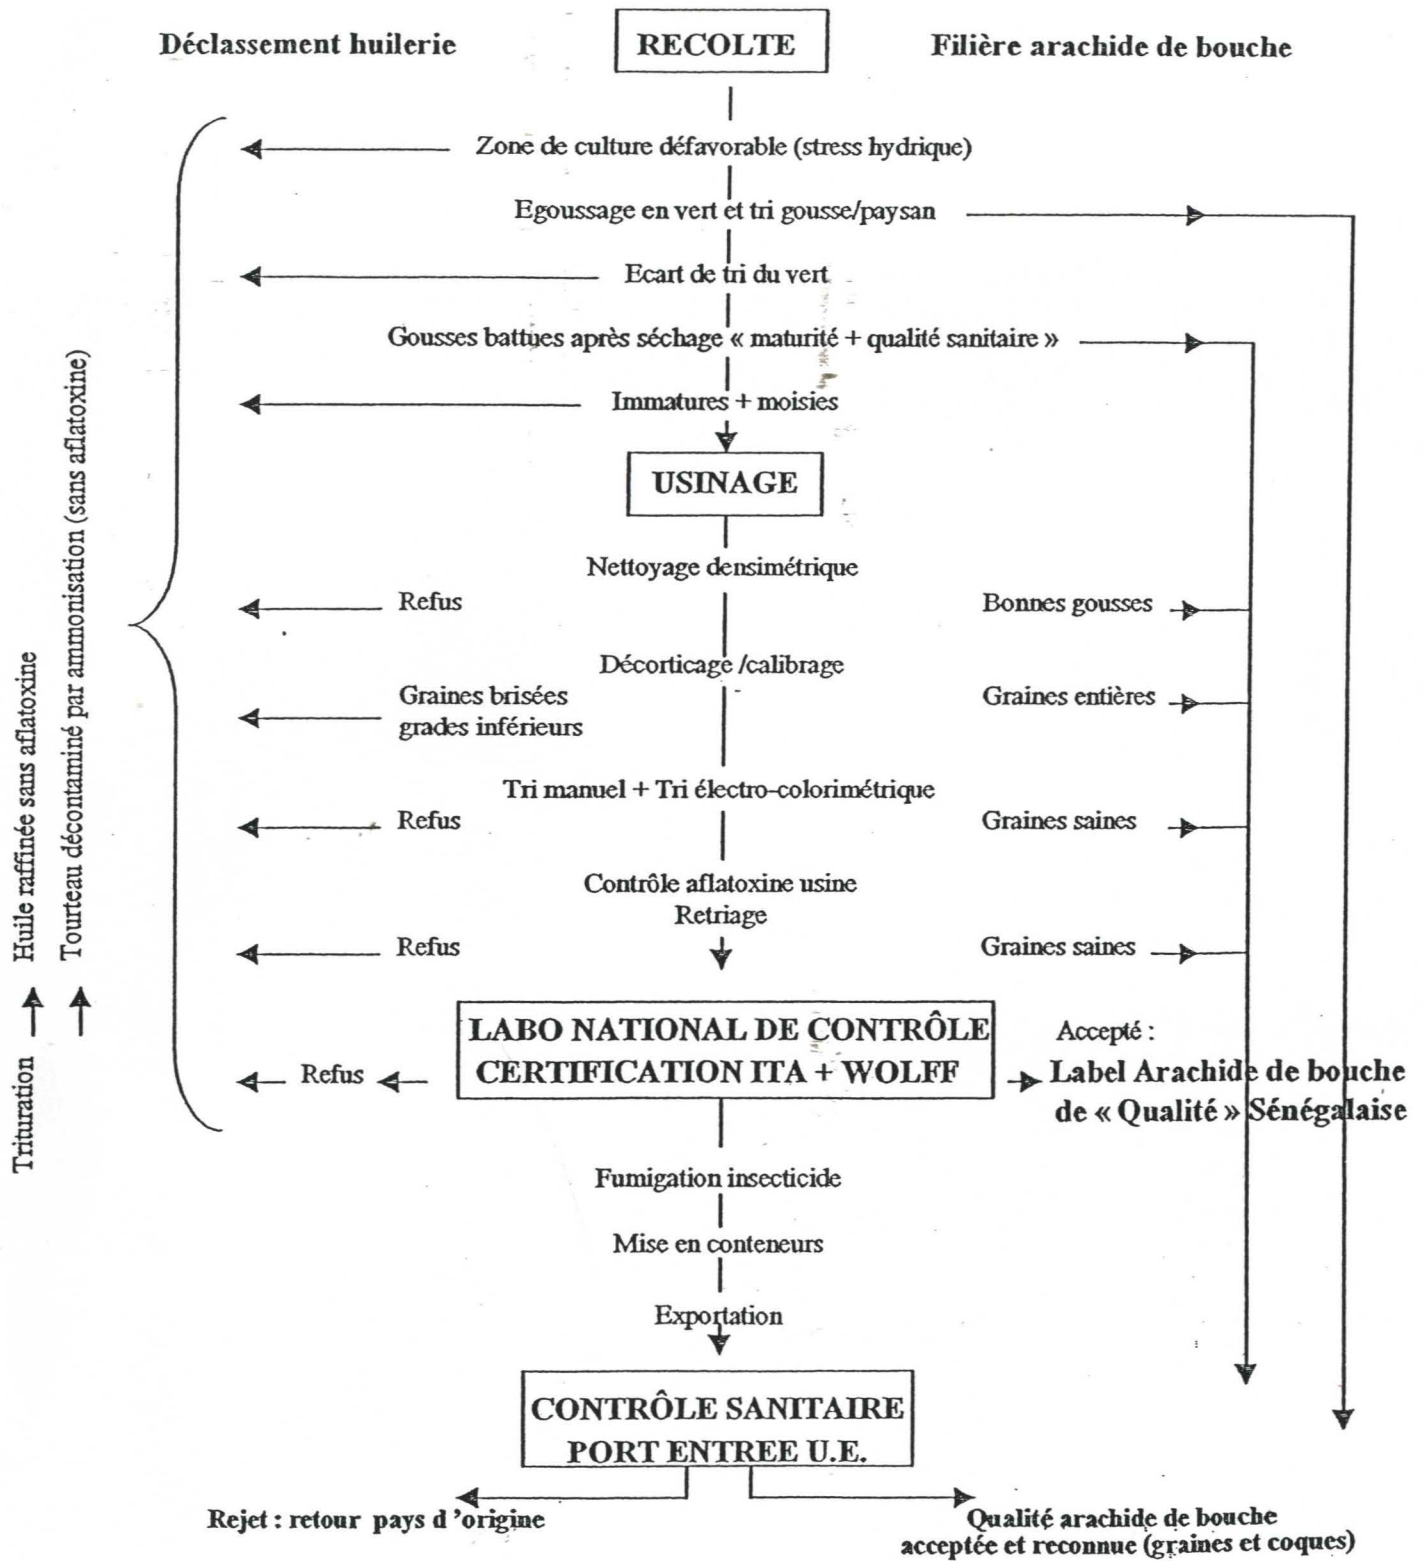 Déclassement huilerie
RECOLTE
Filière arachide de bouche
Zone de culture défavorable (stress hydrique)
Egoussage en vert et tri gousse/paysan
Ecart de tri du vert
Gousses battues après séchage « maturité + qualité sanitaire »
Immatures + moisies
USINAGE
Nettoyage densimétrique
Refus
Bonnes gousses
Décorticage /calibrage
Graines brisées
grades inférieurs
Graines entières
Tri manuel + Tri électro-colorimétrique
Refus
Graines saines
Contrôle aflatoxine usine
Retriage
Refus
Graines saines
LABO NATIONAL DE CONTRÔLE
CERTIFICATION ITA + WOLFF
Refus
Accepté :
Label Arachide de bouche
de « Qualité » Sénégalaise
Trituration
Huile raffinée sans aflatoxine
Tourteau décontaminé par ammonisation (sans aflatoxine)
Fumigation insecticide
Mise en conteneurs
Exportation
CONTRÔLE SANITAIRE
PORT ENTREE U.E.
Rejet : retour pays d 'origine
Qualité arachide de bouche
acceptée et reconnue (graines et coques)